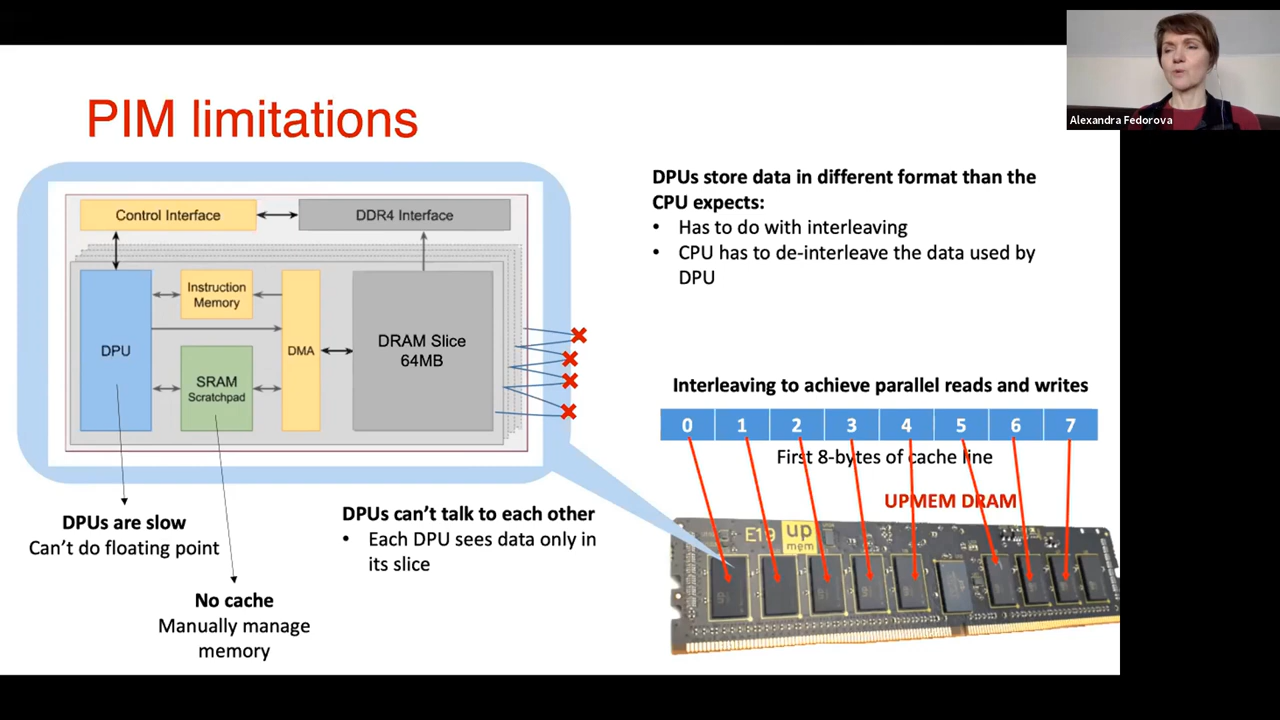 PIM limitations
Alexandra Fedorova
Control Interface
DDR4 Interface
DPU
Instruction
Memory
SRAM
Scratchpad
DMA
DRAM Slice
64MB
DPUs are slow
Can't do floating point
No cache
Manually manage
memory
DPUs can't talk to each other
• Each DPU sees data only in
its slice
DPUs store data in different format than the
CPU expects:
• Has to do with interleaving
• CPU has to de-interleave the data used by
DPU
Interleaving to achieve parallel reads and writes
0 1 2 3 4 5 6 7
First 8-bytes of cache line
UPMEM DRAM
E19
up
mem